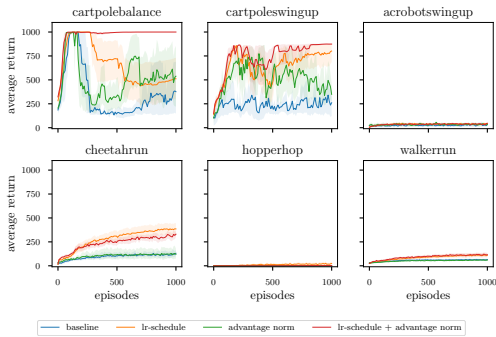 cartpolebalance cartpoleswingup acrobotswingup
1000
750
500
250
0
average return
cheetahrun hopperhop walkerrun
1000
750
500
250
0
average return
0 500 1000 0 500 1000 0 500 1000
episodes episodes episodes
baseline lr-schedule advantage norm lr-schedule + advantage norm